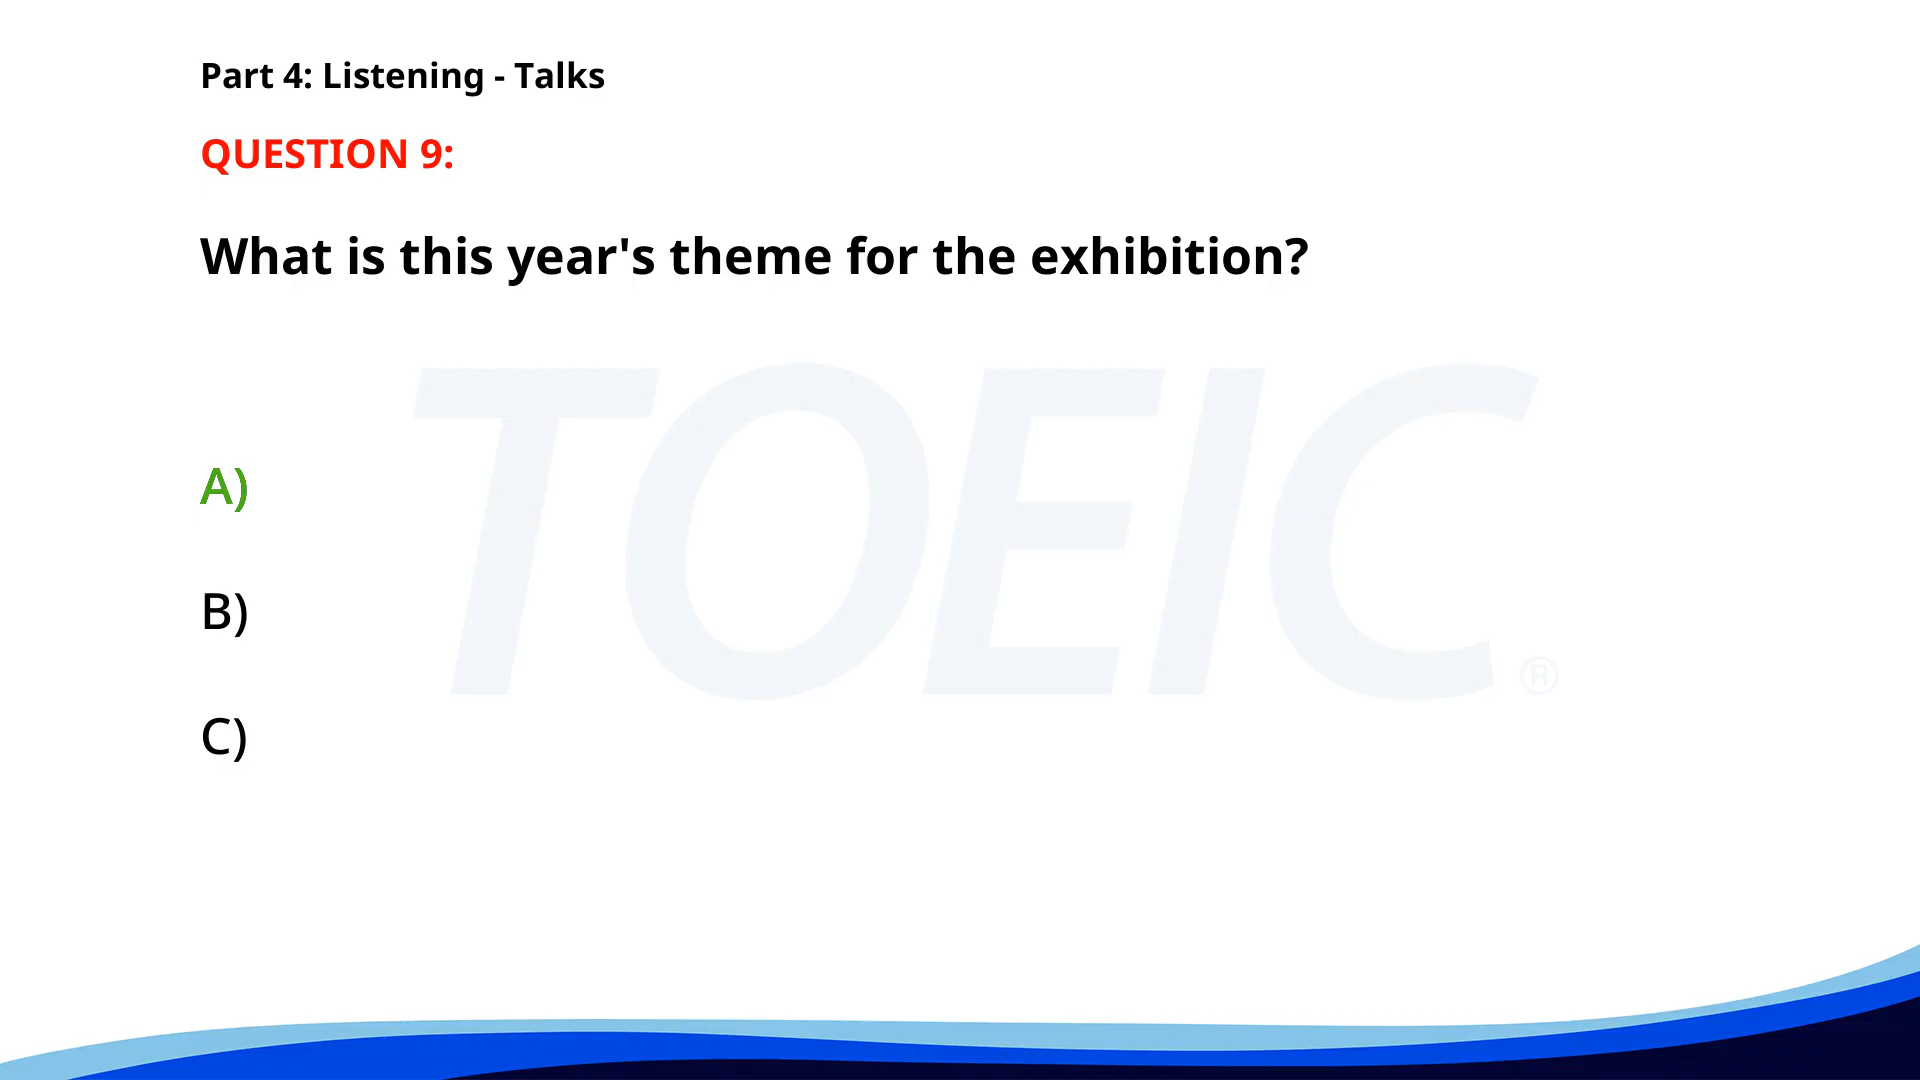 Part 4: Listening - Talks
QUESTION 9:
What is this year's theme for the exhibition?
TOEIC®
A)
B)
C)